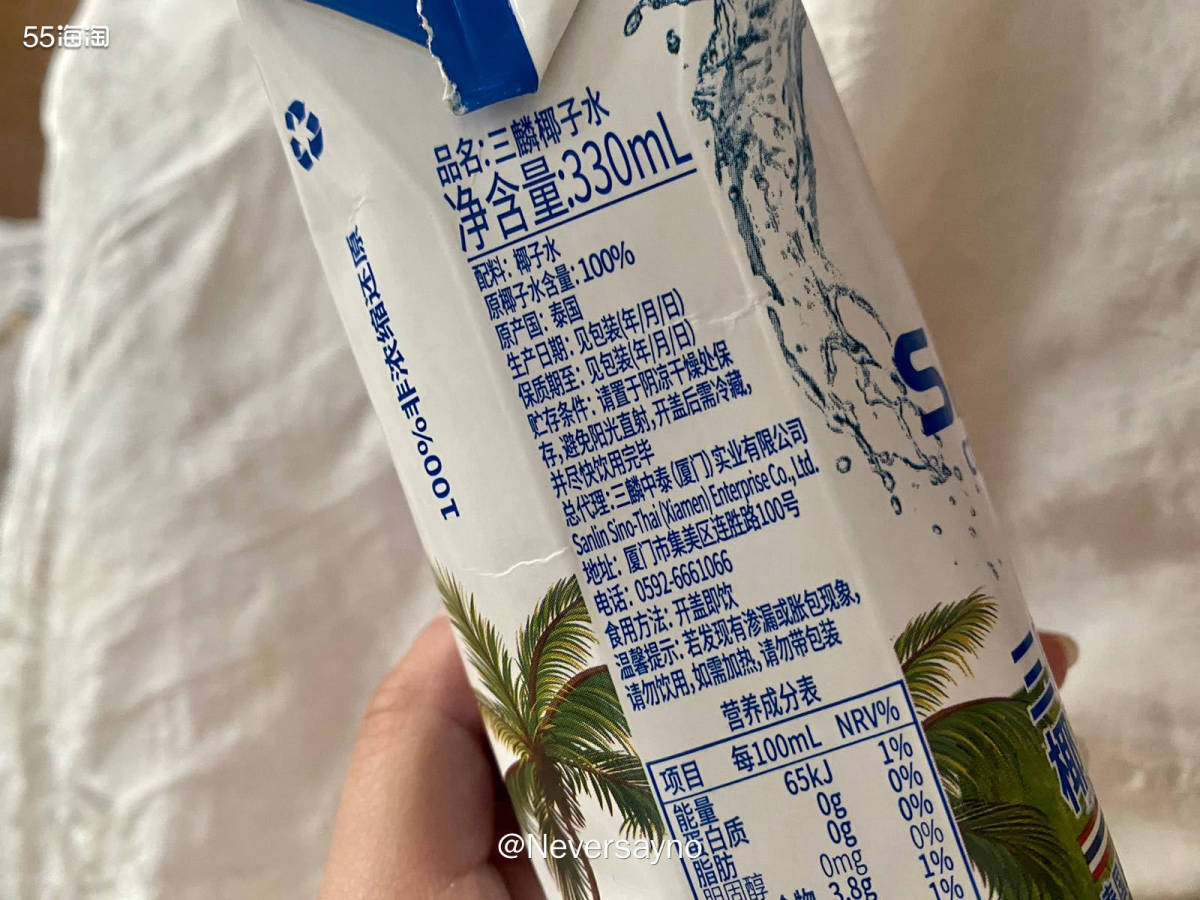 55海淘
品名:三麟椰子水
净含量:330mL
配料: 椰子水
原椰子水含量: 100%
原产国: 泰国
生产日期: 见包装(年/月/日)
保质期至: 见包装(年/月/日)
贮存条件: 请置于阴凉干燥处保
存,避免阳光直射,开盖后需冷藏,
并尽快饮用完毕
总代理:三麟中泰(厦门)实业有限公司
Sanlin Sino-Thai (Xiamen) Enterprise Co., Ltd.
地址: 厦门市集美区连胜路100号
电话: 0592-6661066
食用方法: 开盖即饮
温馨提示: 若发现有渗漏或胀包现象,
请勿饮用,如需加热,请勿带包装
营养成分表
项目 每100mL NRV%
能量 65kJ 1%
蛋白质 0g 0%
脂肪 0g 0%
胆固醇 0mg 0%
3.8g 1%
1%
100%非浓缩还原
S
三
椰
@Neversayno